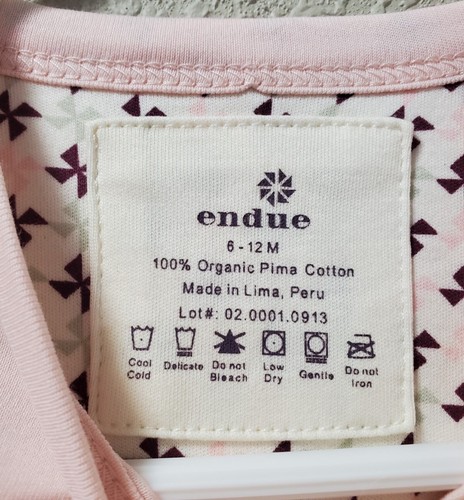 endue
6 - 12 M
100% Organic Pima Cotton
Made in Lima, Peru
Lot#: 02.0001.0913
Cool Cold
Delicate
Do not Bleach
Low Dry
Gentle
Do not Iron